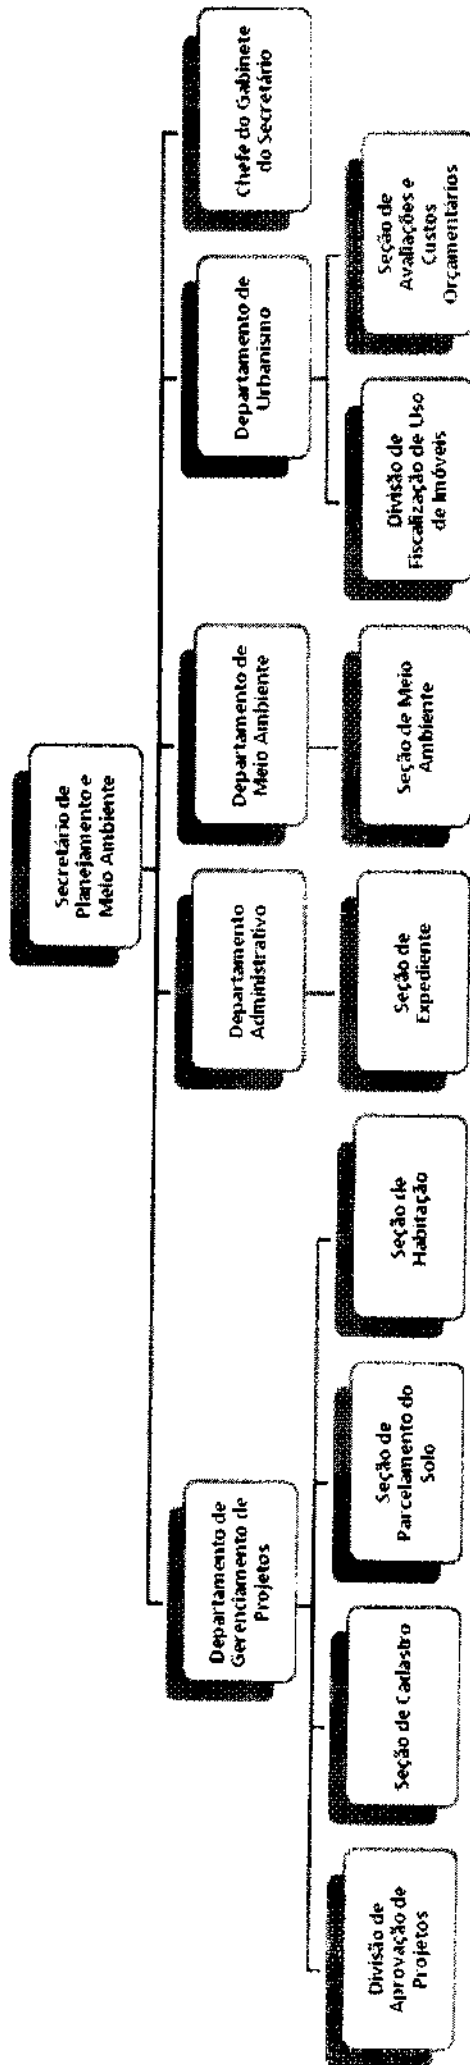 Secretário de
Planejamento e
Meio Ambiente
Departamento de
Gerenciamento de
Projetos
Departamento
Administrativo
Departamento de
Meio Ambiente
Departamento de
Urbanismo
Chefe do Gabinete
do Secretário
Divisão de
Aprovação de
Projetos
Seção de Cadastro
Seção de
Parcelamento do
Solo
Seção de
Habitação
Seção de
Expediente
Seção de Meio
Ambiente
Divisão de
Fiscalização de Uso
de Imóveis
Seção de
Avaliações e
Custos
Orçamentários